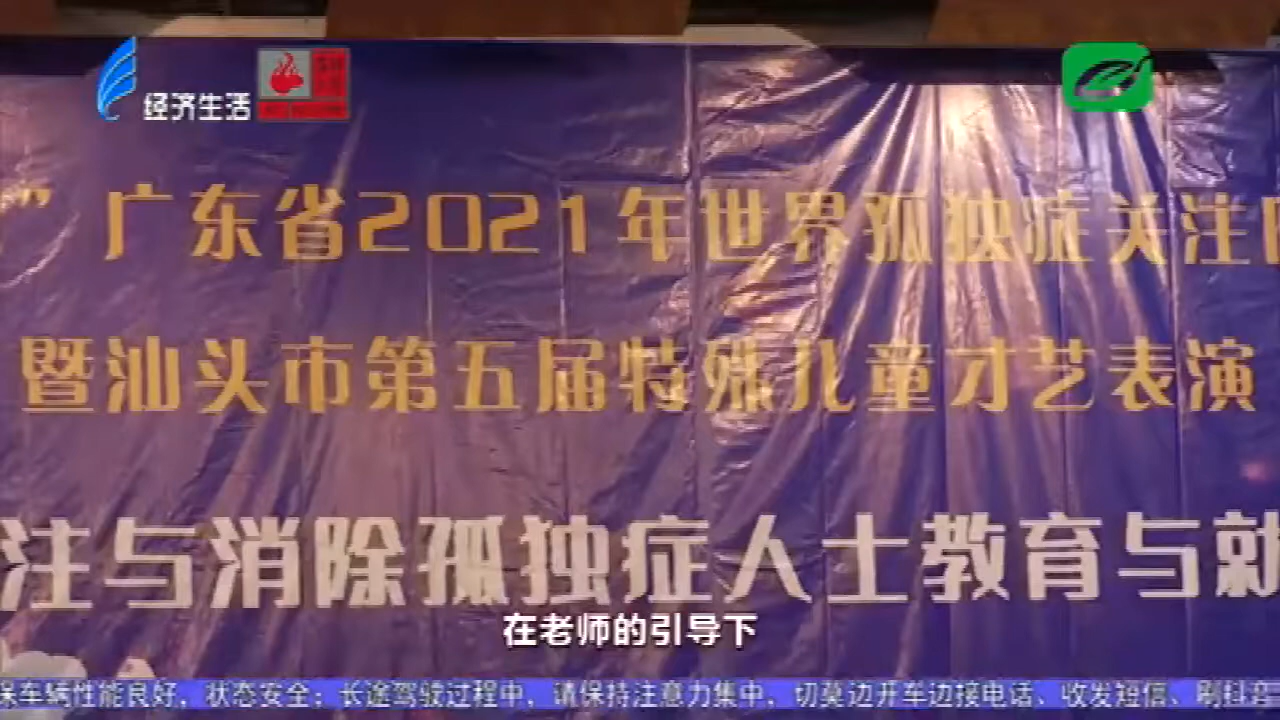 经济生活
” 广东省2021年世界孤独症关注日
暨汕头市第五届特殊儿童才艺表演
注与消除孤独症人士教育与就
在老师的引导下
保车辆性能良好，状态安全；长途驾驶过程中，请保持注意力集中，切莫边开车边接电话、收发短信、刷抖音